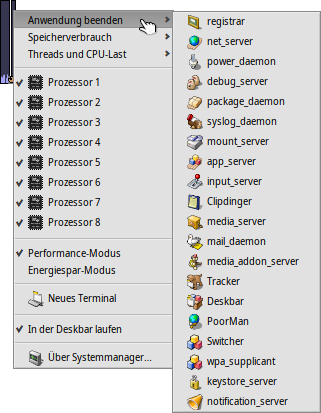 Anwendung beenden
Speicherverbrauch
Threads und CPU-Last
Prozessor 1
Prozessor 2
Prozessor 3
Prozessor 4
Prozessor 5
Prozessor 6
Prozessor 7
Prozessor 8
Performance-Modus
Energiespar-Modus
Neues Terminal
In der Deskbar laufen
Über Systemmanager...
registrar
net_server
power_daemon
debug_server
package_daemon
syslog_daemon
mount_server
app_server
input_server
Clipdinger
media_server
mail_daemon
media_addon_server
Tracker
Deskbar
PoorMan
Switcher
wpa_supplicant
keystore_server
notification_server